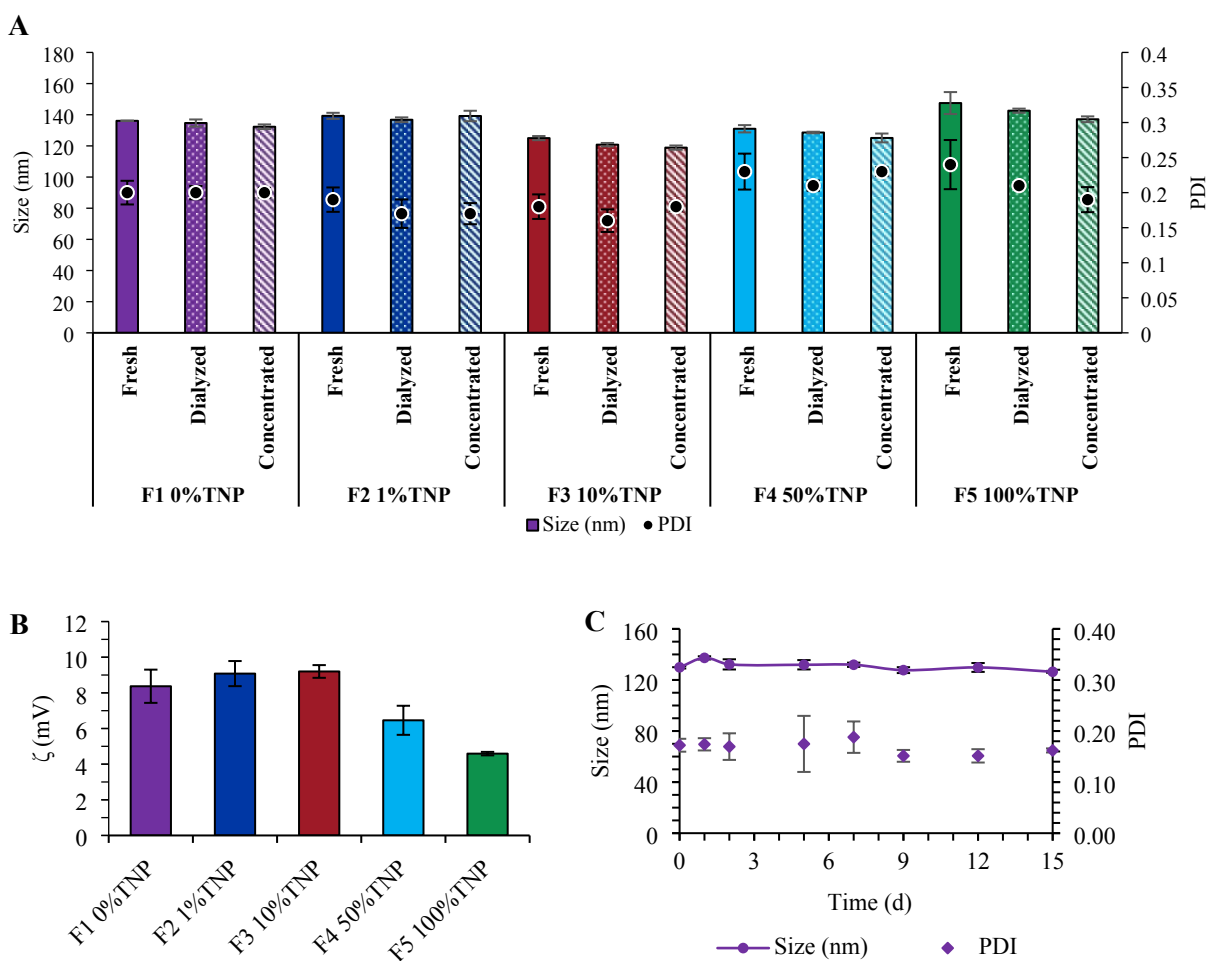 A
180
160
140
120
100
80
60
40
20
0
Size (nm)
0.4
0.35
0.3
0.25
0.2
0.15
0.1
0.05
0
PDI
Fresh
Dialyzed
Concentrated
Fresh
Dialyzed
Concentrated
Fresh
Dialyzed
Concentrated
Fresh
Dialyzed
Concentrated
Fresh
Dialyzed
Concentrated
F1 0%TNP F2 1%TNP F3 10%TNP F4 50%TNP F5 100%TNP
Size (nm) PDI
B
12
10
8
6
4
2
0
ζ (mV)
F1 0%TNP
F2 1%TNP
F3 10%TNP
F4 50%TNP
F5 100%TNP
C
160
130
100
80
60
30
0
Size (nm)
0.40
0.30
0.20
0.10
0.00
PDI
0 3 6 9 12 15
Time (d)
Size (nm) PDI